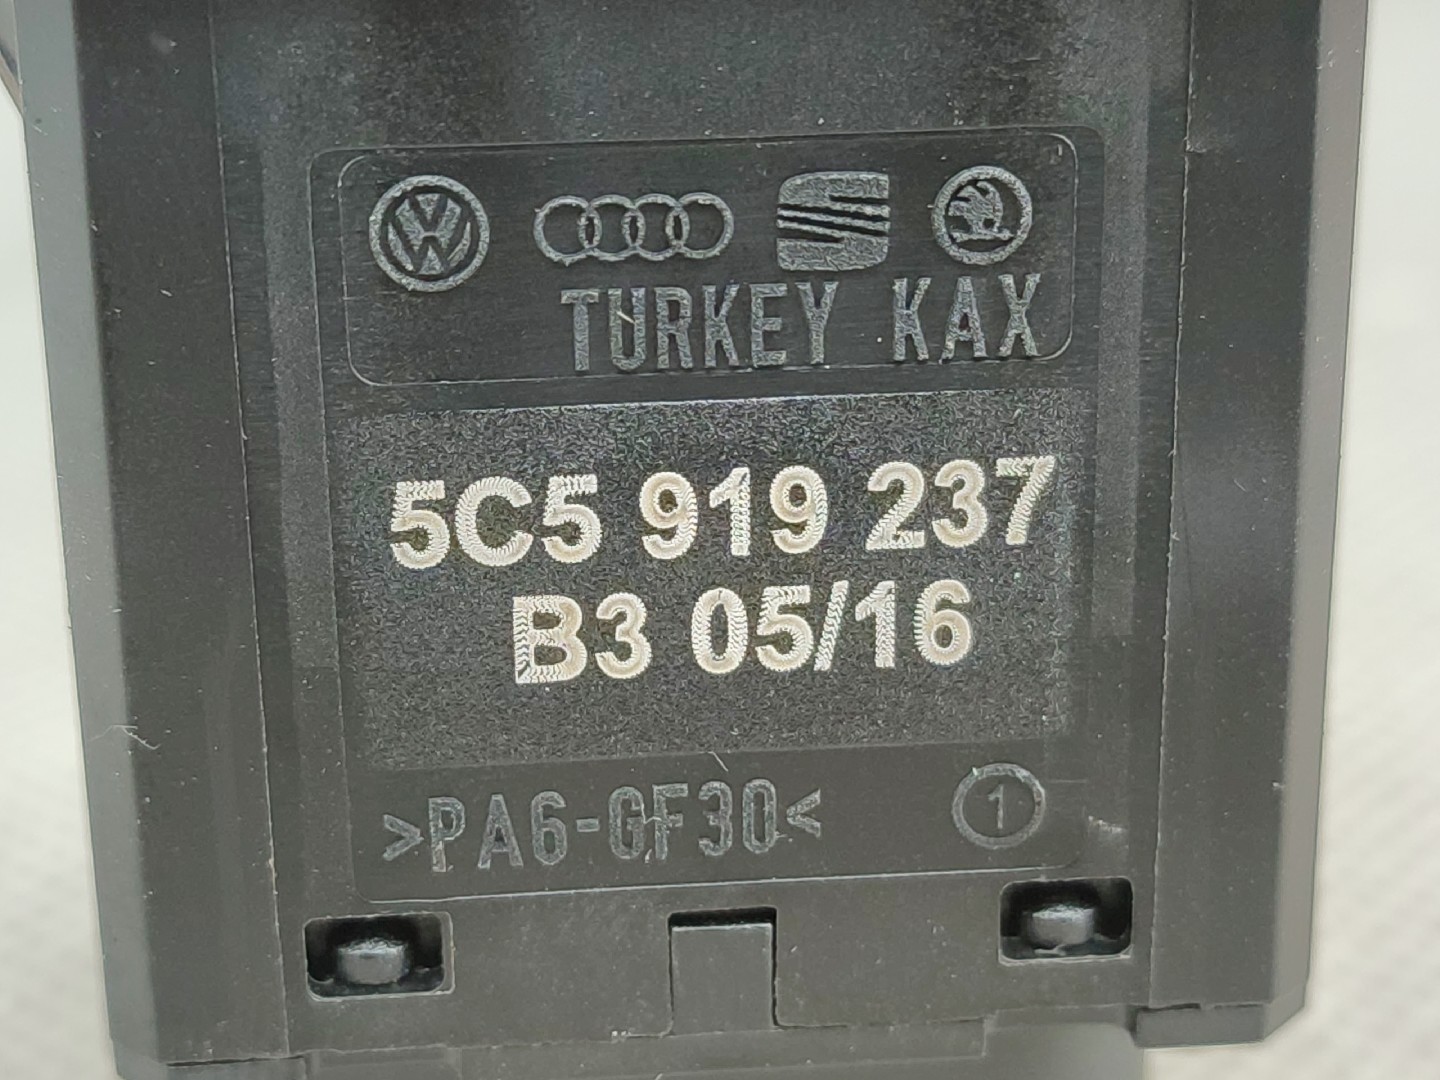 TURKEY KAX
5C5 919 237
B3 05/16
>PA6-GF30<
1